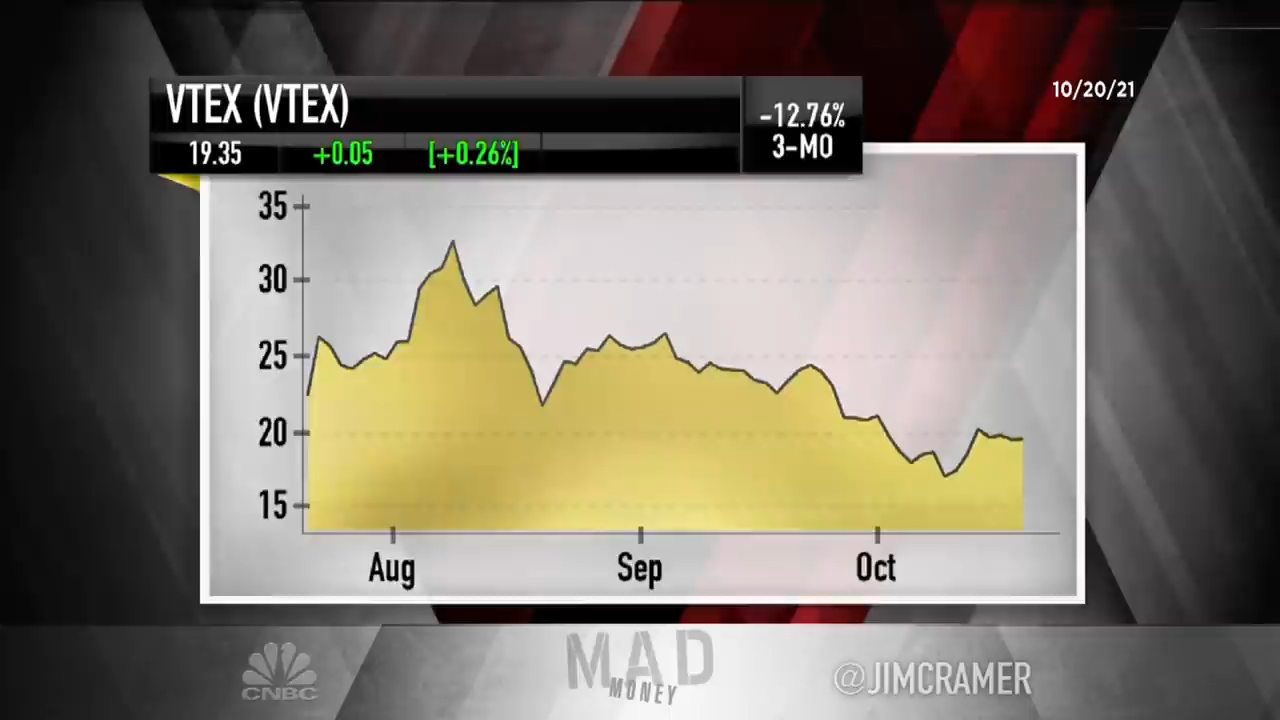 VTEX (VTEX)
19.35 +0.05 [+0.26%]
-12.76%
3-MO
10/20/21
35
30
25
20
15
Aug Sep Oct
CNBC
MAD
MONEY
@JIMCRAMER